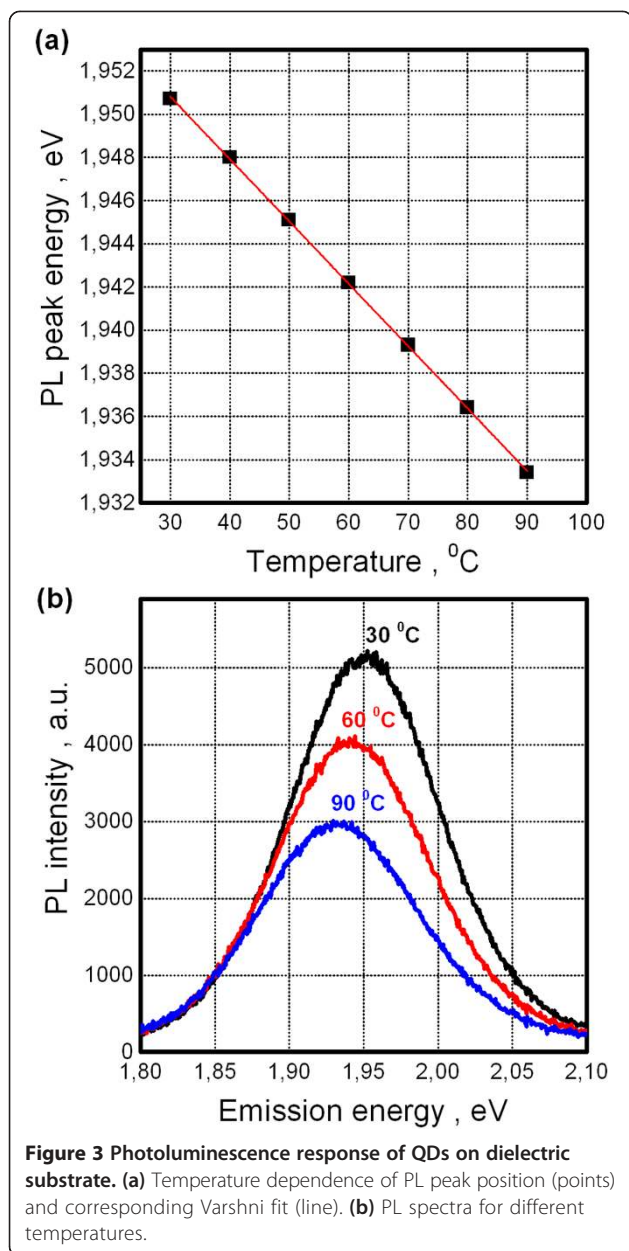 (a)
1,952
1,950
1,948
1,946
1,944
1,942
1,940
1,938
1,936
1,934
1,932
PL peak energy , eV
30 40 50 60 70 80 90 100
Temperature , ⁰C
(b)
30 ⁰C
60 ⁰C
90 ⁰C
5000
4000
3000
2000
1000
0
PL intensity , a.u.
1,80 1,85 1,90 1,95 2,00 2,05 2,10
Emission energy , eV
Figure 3 Photoluminescence response of QDs on dielectric
substrate. (a) Temperature dependence of PL peak position (points)
and corresponding Varshni fit (line). (b) PL spectra for different
temperatures.